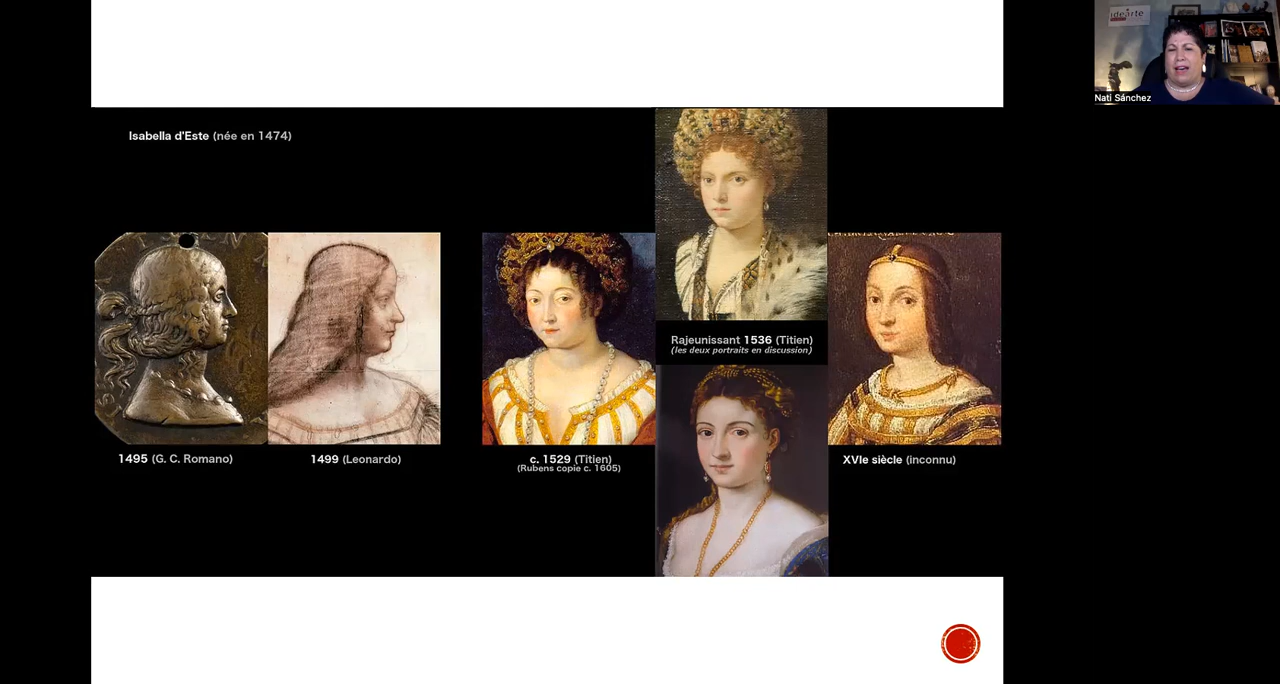 idearte
Nati Sánchez
Isabella d'Este (née en 1474)
Rajeunissant 1536 (Titien)
(les deux portraits en discussion)
1495 (G. C. Romano)
1499 (Leonardo)
c. 1529 (Titien)
(Rubens copie c. 1605)
XVIe siècle (inconnu)